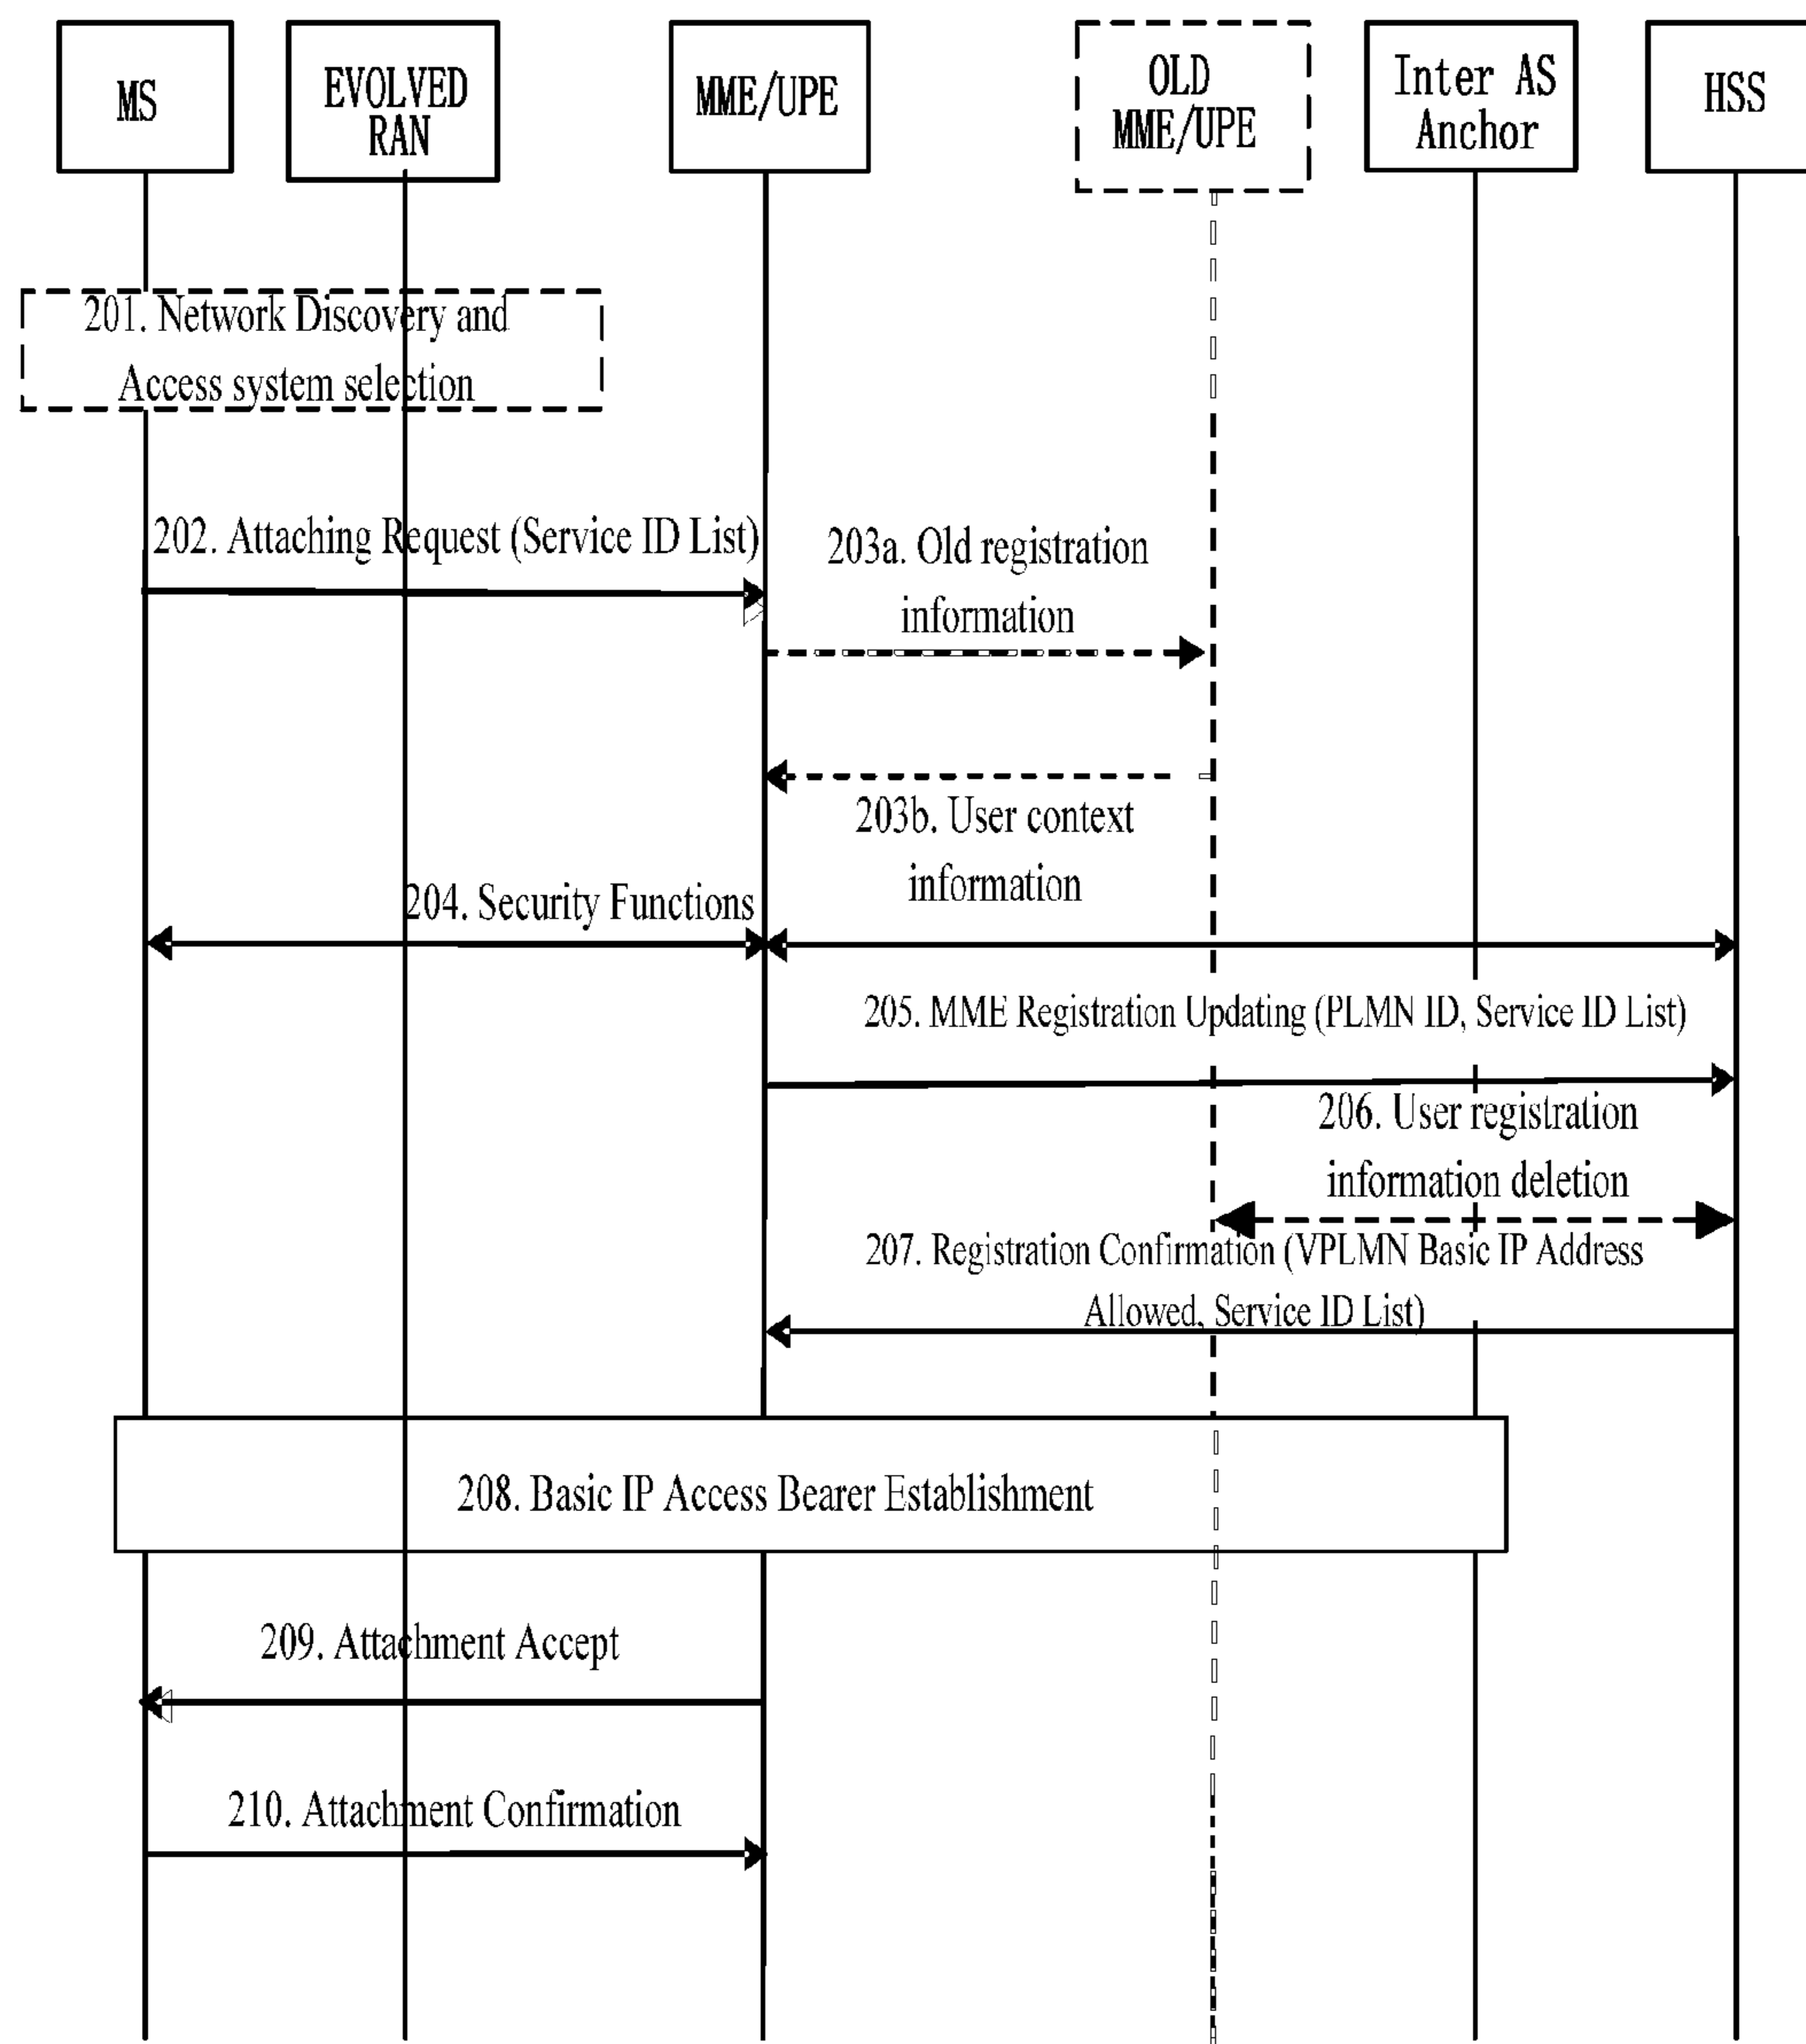 MS
EVOLVED
RAN
MME/UPE
OLD
MME/UPE
Inter AS
Anchor
HSS
201. Network Discovery and
Access system selection
202. Attaching Request (Service ID List)
203a. Old registration
information
203b. User context
information
204. Security Functions
205. MME Registration Updating (PLMN ID, Service ID List)
206. User registration
information deletion
207. Registration Confirmation (VPLMN Basic IP Address
Allowed, Service ID List)
208. Basic IP Access Bearer Establishment
209. Attachment Accept
210. Attachment Confirmation